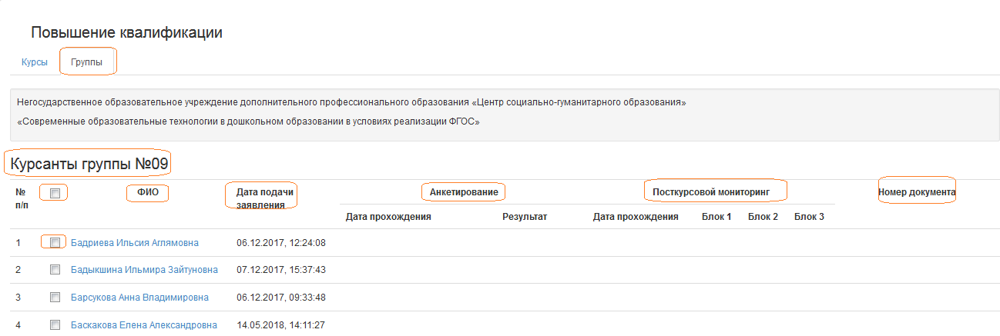 Повышение квалификации
Курсы Группы
Негосударственное образовательное учреждение дополнительного профессионального образования «Центр социально-гуманитарного образования»
«Современные образовательные технологии в дошкольном образовании в условиях реализации ФГОС»
Курсанты группы №09
№ п/п ФИО Дата подачи заявления Анкетирование Посткурсовой мониторинг Номер документа
Дата прохождения Результат Дата прохождения Блок 1 Блок 2 Блок 3
1 Бадриева Ильсия Аглямовна 06.12.2017, 12:24:08
2 Бадыкшина Ильмира Зайтуновна 07.12.2017, 15:37:43
3 Барсукова Анна Владимировна 06.12.2017, 09:33:48
4 Баскакова Елена Александровна 14.05.2018, 14:11:27